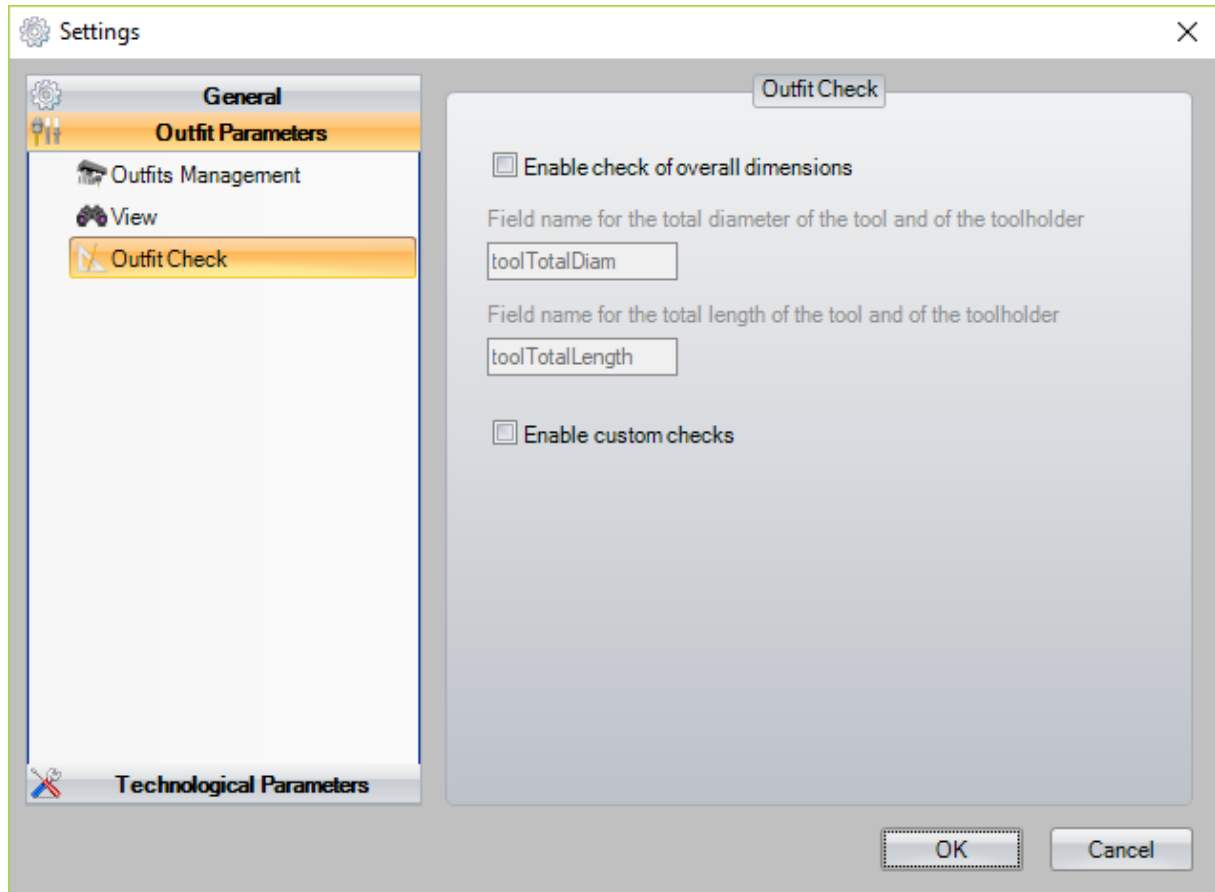 Settings
General
Outfit Parameters
Outfits Management
View
Outfit Check
Technological Parameters
Outfit Check
Enable check of overall dimensions
Field name for the total diameter of the tool and of the toolholder
toolTotalDiam
Field name for the total length of the tool and of the toolholder
toolTotalLength
Enable custom checks
OK
Cancel